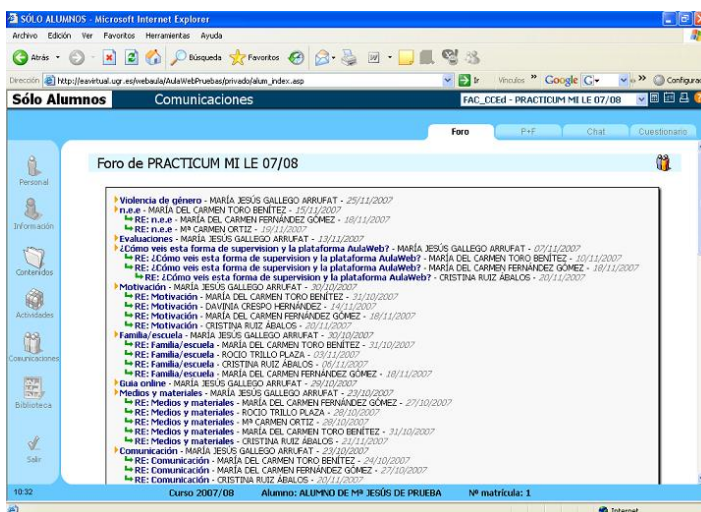 SÓLO ALUMNOS - Microsoft Internet Explorer
Archivo Edición Ver Favoritos Herramientas Ayuda
Atrás Búsqueda Favoritos
Dirección http://eavirtual.ugr.es/webaula/AulaWebPruebas/privado/alum_index.asp Ir Vínculos Google
Sólo Alumnos Comunicaciones FAC_CCEd - PRACTICUM MI LE 07/08
Foro P+F Chat Cuestionario
Foro de PRACTICUM MI LE 07/08
Personal
Información
Contenidos
Actividades
Comunicaciones
Biblioteca
Salir
Violencia de género - MARÍA JESÚS GALLEGO ARRUFAT - 25/11/2007
n.e.e - MARÍA DEL CARMEN TORO BENÍTEZ - 15/11/2007
RE: n.e.e - MARÍA DEL CARMEN FERNÁNDEZ GÓMEZ - 18/11/2007
RE: n.e.e - Mª CARMEN ORTIZ - 19/11/2007
Evaluaciones - MARÍA JESÚS GALLEGO ARRUFAT - 13/11/2007
¿Cómo veis esta forma de supervision y la plataforma AulaWeb? - MARÍA JESÚS GALLEGO ARRUFAT - 07/11/2007
RE: ¿Cómo veis esta forma de supervision y la plataforma AulaWeb? - MARÍA DEL CARMEN TORO BENÍTEZ - 10/11/2007
RE: ¿Cómo veis esta forma de supervision y la plataforma AulaWeb? - MARÍA DEL CARMEN FERNÁNDEZ GÓMEZ - 18/11/2007
RE: ¿Cómo veis esta forma de supervision y la plataforma AulaWeb? - CRISTINA RUIZ ÁBALOS - 20/11/2007
Motivación - MARÍA JESÚS GALLEGO ARRUFAT - 30/10/2007
RE: Motivación - MARÍA DEL CARMEN TORO BENÍTEZ - 31/10/2007
RE: Motivación - DAVINIA CRESPO HERNÁNDEZ - 14/11/2007
RE: Motivación - MARÍA DEL CARMEN FERNÁNDEZ GÓMEZ - 18/11/2007
RE: Motivación - CRISTINA RUIZ ÁBALOS - 20/11/2007
Familia/escuela - MARÍA JESÚS GALLEGO ARRUFAT - 30/10/2007
RE: Familia/escuela - MARÍA DEL CARMEN TORO BENÍTEZ - 31/10/2007
RE: Familia/escuela - ROCIO TRILLO PLAZA - 03/11/2007
RE: Familia/escuela - CRISTINA RUIZ ÁBALOS - 06/11/2007
RE: Familia/escuela - MARÍA DEL CARMEN FERNÁNDEZ GÓMEZ - 18/11/2007
Guia online - MARÍA JESÚS GALLEGO ARRUFAT - 29/10/2007
Medios y materiales - MARÍA JESÚS GALLEGO ARRUFAT - 23/10/2007
RE: Medios y materiales - MARÍA DEL CARMEN FERNÁNDEZ GÓMEZ - 27/10/2007
RE: Medios y materiales - ROCIO TRILLO PLAZA - 28/10/2007
RE: Medios y materiales - Mª CARMEN ORTIZ - 29/10/2007
RE: Medios y materiales - MARÍA DEL CARMEN TORO BENÍTEZ - 31/10/2007
RE: Medios y materiales - CRISTINA RUIZ ÁBALOS - 21/11/2007
Comunicación - MARÍA JESÚS GALLEGO ARRUFAT - 23/10/2007
RE: Comunicación - MARÍA DEL CARMEN TORO BENÍTEZ - 24/10/2007
RE: Comunicación - MARÍA DEL CARMEN FERNÁNDEZ GÓMEZ - 27/10/2007
RE: Comunicación - CRISTINA RUIZ ÁBALOS - 20/11/2007
10:32 Curso 2007/08 Alumno: ALUMNO DE Mª JESÚS DE PRUEBA Nº matrícula: 1
Internet